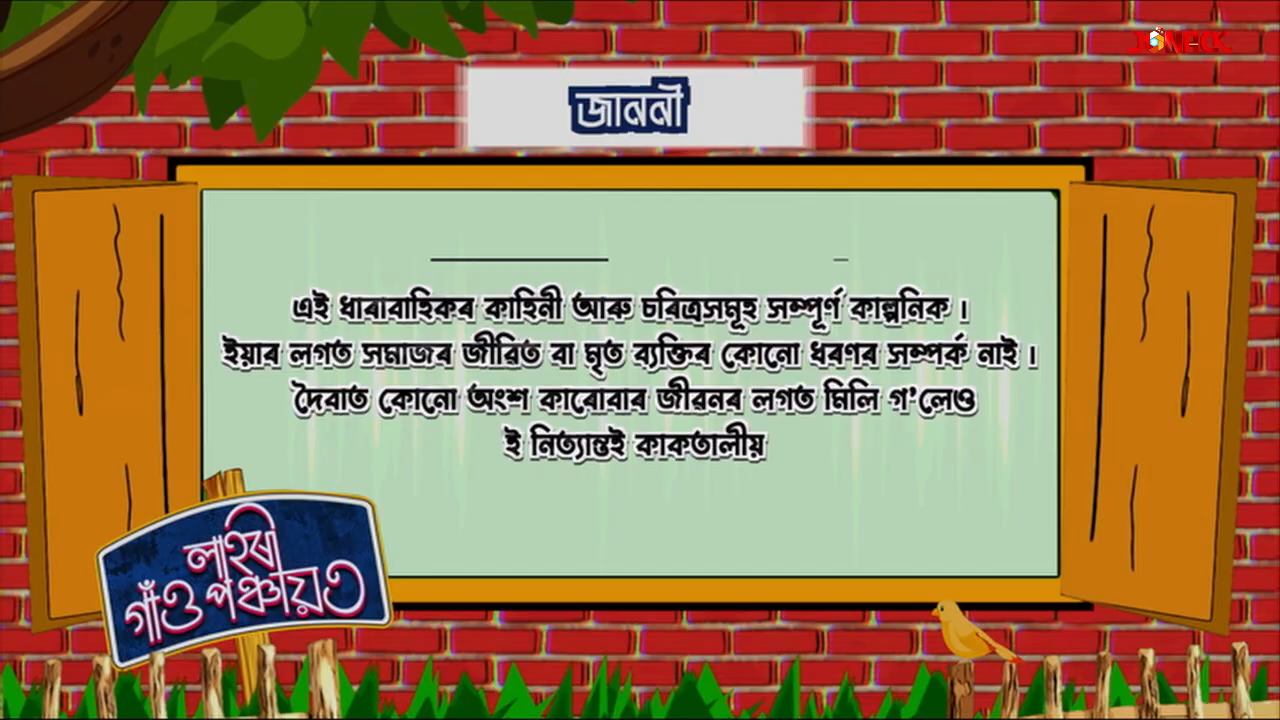 জাননী
এই ধাৰাবাহিকৰ কাহিনী আৰু চৰিত্ৰসমূহ সম্পূৰ্ণ কাল্পনিক ।
ইয়াৰ লগত সমাজৰ জীৱিত বা মৃত ব্যক্তিৰ কোনো ধৰণৰ সম্পৰ্ক নাই ।
দৈবাত কোনো অংশ কাৰোবাৰ জীৱনৰ লগত মিলি গ'লেও
ই নিত্যান্তই কাকতালীয়
লাহৰী
গাঁও পঞ্চায়ত